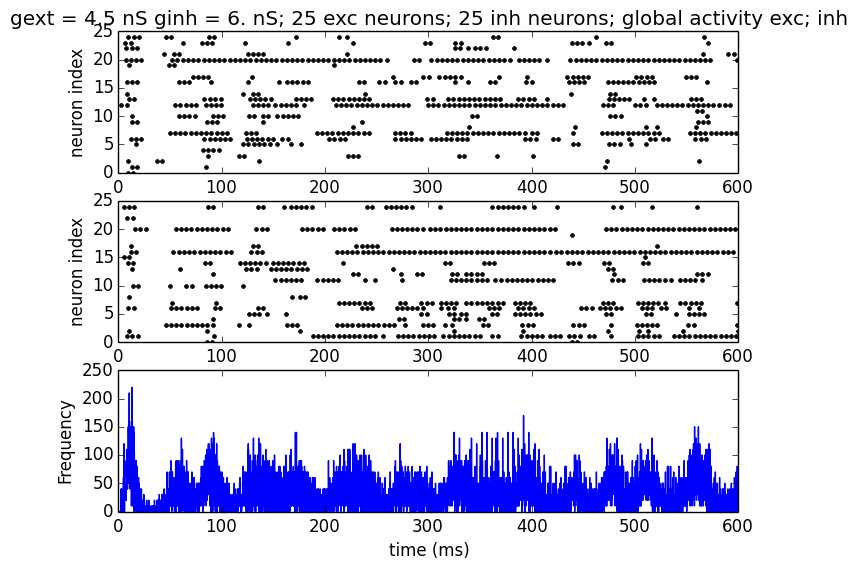 gext = 4.5 nS ginh = 6. nS; 25 exc neurons; 25 inh neurons; global activity exc; inh
25
20
15
10
5
0
neuron index
0 100 200 300 400 500 600
25
20
15
10
5
0
neuron index
0 100 200 300 400 500 600
250
200
150
100
50
0
Frequency
0 100 200 300 400 500 600
time (ms)